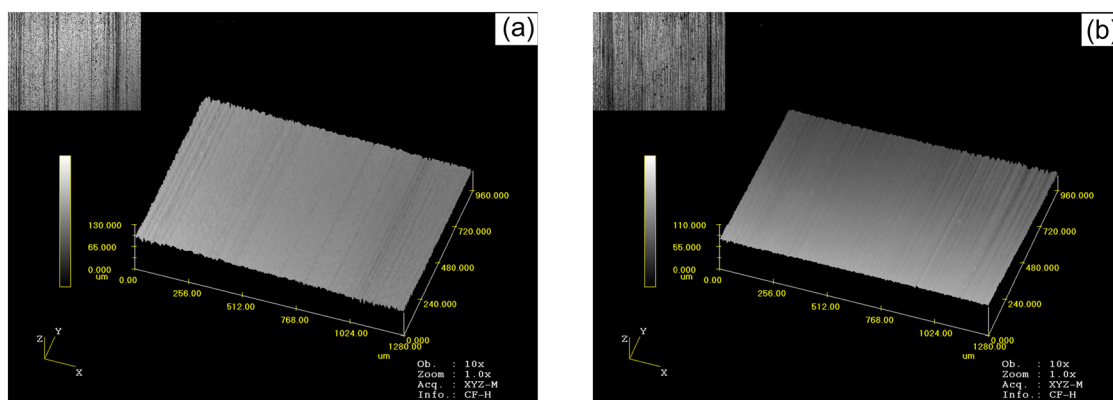 (a)
130.000
65.000
0.000
um
0.00
256.00
512.00
768.00
1024.00
1280.00
um
0.000
240.000
480.000
720.000
960.000
Z
Y
X
Ob. : 10x
Zoom : 1.0x
Acq. : XYZ-M
Info. : CF-H
(b)
110.000
55.000
0.000
um
0.00
256.00
512.00
768.00
1024.00
1280.00
um
0.000
240.000
480.000
720.000
960.000
Z
Y
X
Ob. : 10x
Zoom : 1.0x
Acq. : XYZ-M
Info. : CF-H